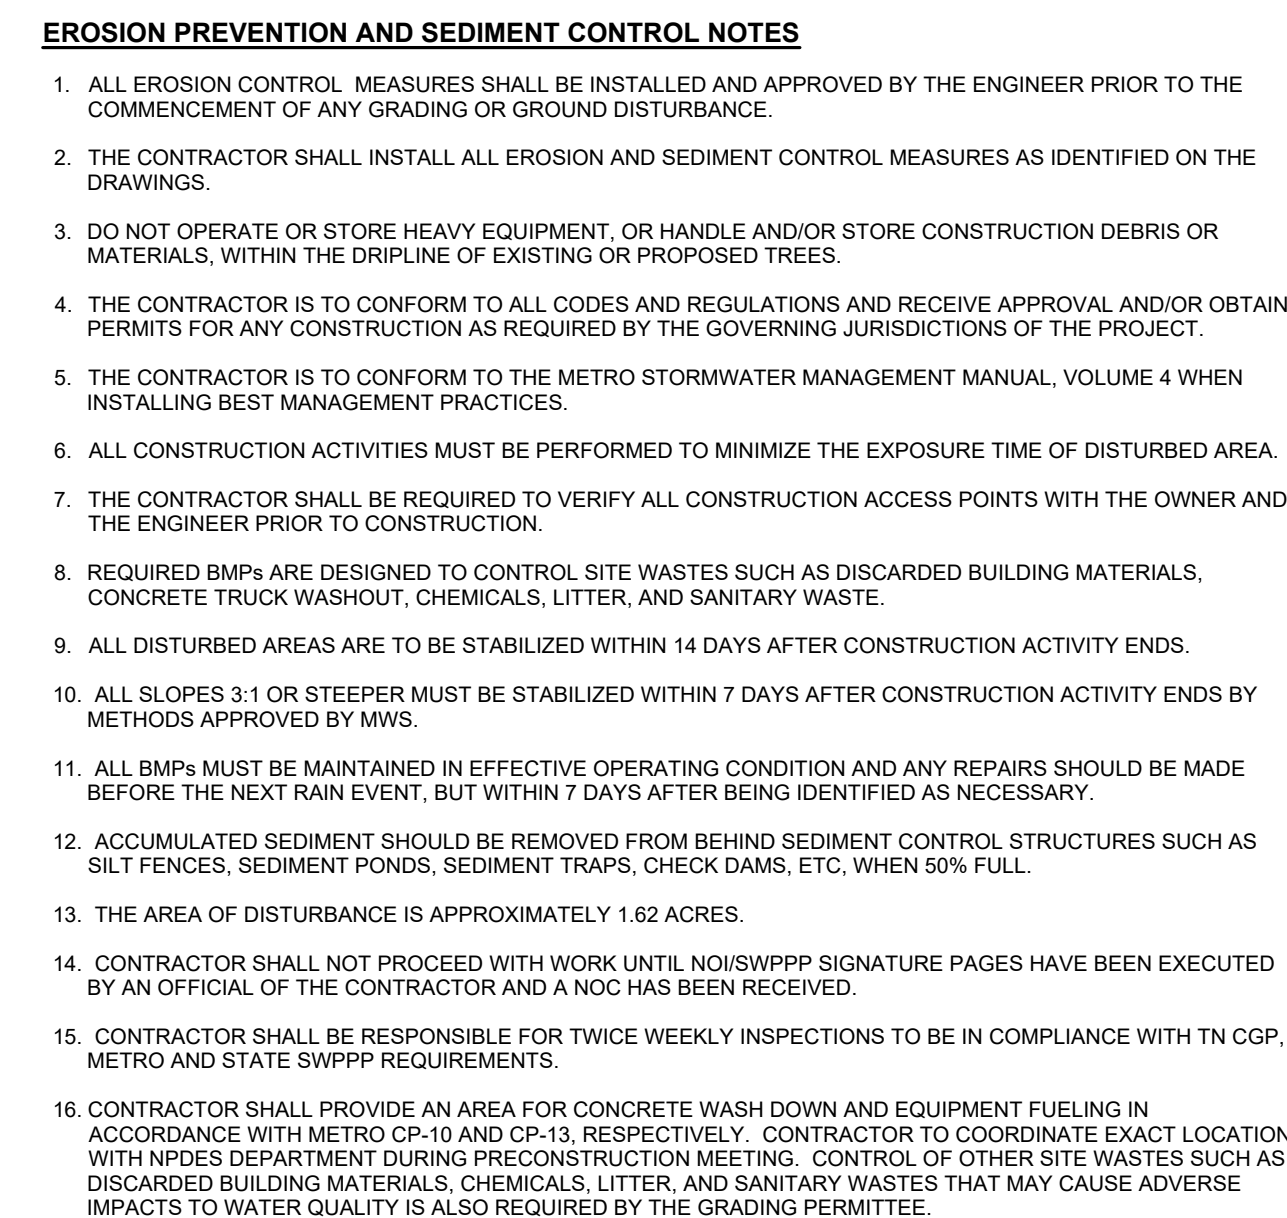 EROSION PREVENTION AND SEDIMENT CONTROL NOTES
1. ALL EROSION CONTROL MEASURES SHALL BE INSTALLED AND APPROVED BY THE ENGINEER PRIOR TO THE
COMMENCEMENT OF ANY GRADING OR GROUND DISTURBANCE.
2. THE CONTRACTOR SHALL INSTALL ALL EROSION AND SEDIMENT CONTROL MEASURES AS IDENTIFIED ON THE
DRAWINGS.
3. DO NOT OPERATE OR STORE HEAVY EQUIPMENT, OR HANDLE AND/OR STORE CONSTRUCTION DEBRIS OR
MATERIALS, WITHIN THE DRIPLINE OF EXISTING OR PROPOSED TREES.
4. THE CONTRACTOR IS TO CONFORM TO ALL CODES AND REGULATIONS AND RECEIVE APPROVAL AND/OR OBTAIN
PERMITS FOR ANY CONSTRUCTION AS REQUIRED BY THE GOVERNING JURISDICTIONS OF THE PROJECT.
5. THE CONTRACTOR IS TO CONFORM TO THE METRO STORMWATER MANAGEMENT MANUAL, VOLUME 4 WHEN
INSTALLING BEST MANAGEMENT PRACTICES.
6. ALL CONSTRUCTION ACTIVITIES MUST BE PERFORMED TO MINIMIZE THE EXPOSURE TIME OF DISTURBED AREA.
7. THE CONTRACTOR SHALL BE REQUIRED TO VERIFY ALL CONSTRUCTION ACCESS POINTS WITH THE OWNER AND
THE ENGINEER PRIOR TO CONSTRUCTION.
8. REQUIRED BMPs ARE DESIGNED TO CONTROL SITE WASTES SUCH AS DISCARDED BUILDING MATERIALS,
CONCRETE TRUCK WASHOUT, CHEMICALS, LITTER, AND SANITARY WASTE.
9. ALL DISTURBED AREAS ARE TO BE STABILIZED WITHIN 14 DAYS AFTER CONSTRUCTION ACTIVITY ENDS.
10. ALL SLOPES 3:1 OR STEEPER MUST BE STABILIZED WITHIN 7 DAYS AFTER CONSTRUCTION ACTIVITY ENDS BY
METHODS APPROVED BY MWS.
11. ALL BMPs MUST BE MAINTAINED IN EFFECTIVE OPERATING CONDITION AND ANY REPAIRS SHOULD BE MADE
BEFORE THE NEXT RAIN EVENT, BUT WITHIN 7 DAYS AFTER BEING IDENTIFIED AS NECESSARY.
12. ACCUMULATED SEDIMENT SHOULD BE REMOVED FROM BEHIND SEDIMENT CONTROL STRUCTURES SUCH AS
SILT FENCES, SEDIMENT PONDS, SEDIMENT TRAPS, CHECK DAMS, ETC, WHEN 50% FULL.
13. THE AREA OF DISTURBANCE IS APPROXIMATELY 1.62 ACRES.
14. CONTRACTOR SHALL NOT PROCEED WITH WORK UNTIL NOI/SWPPP SIGNATURE PAGES HAVE BEEN EXECUTED
BY AN OFFICIAL OF THE CONTRACTOR AND A NOC HAS BEEN RECEIVED.
15. CONTRACTOR SHALL BE RESPONSIBLE FOR TWICE WEEKLY INSPECTIONS TO BE IN COMPLIANCE WITH TN CGP,
METRO AND STATE SWPPP REQUIREMENTS.
16. CONTRACTOR SHALL PROVIDE AN AREA FOR CONCRETE WASH DOWN AND EQUIPMENT FUELING IN
ACCORDANCE WITH METRO CP-10 AND CP-13, RESPECTIVELY. CONTRACTOR TO COORDINATE EXACT LOCATION
WITH NPDES DEPARTMENT DURING PRECONSTRUCTION MEETING. CONTROL OF OTHER SITE WASTES SUCH AS
DISCARDED BUILDING MATERIALS, CHEMICALS, LITTER, AND SANITARY WASTES THAT MAY CAUSE ADVERSE
IMPACTS TO WATER QUALITY IS ALSO REQUIRED BY THE GRADING PERMITTEE.